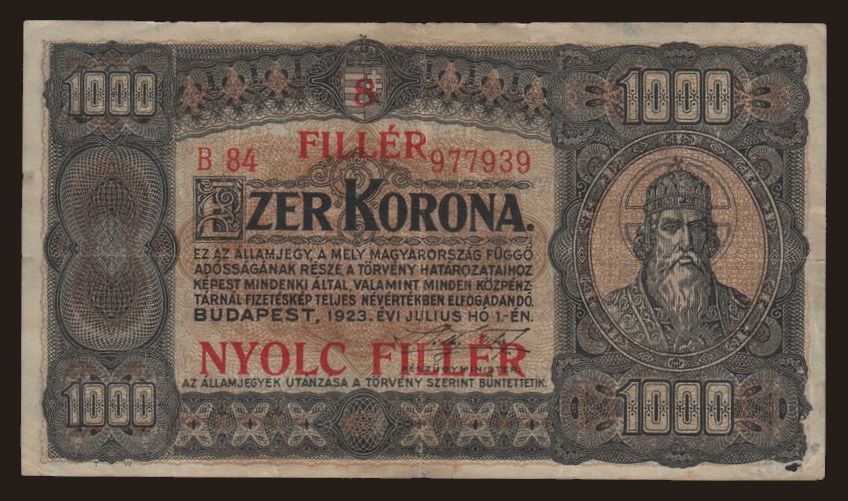 1000
1000
8
FILLÉR
B 84 977939
EZER KORONA.
EZ AZ ÁLLAMJEGY, A MELY MAGYARORSZÁG FÜGGŐ
ADÓSSÁGÁNAK RÉSZE, A TÖRVÉNY HATÁROZATAIHOZ
KÉPEST MINDENKI ÁLTAL, VALAMINT MINDEN KÖZPÉNZ-
TÁRNÁL FIZETÉSKÉP TELJES NÉVÉRTÉKBEN ELFOGADANDÓ.
BUDAPEST, 1923. ÉVI JULIUS HÓ 1.-ÉN.
NYOLC FILLÉR
PÉNZÜGYMINISTER
AZ ÁLLAMJEGYEK UTÁNZÁSA A TÖRVÉNY SZERINT BÜNTETTETIK.
1000
1000